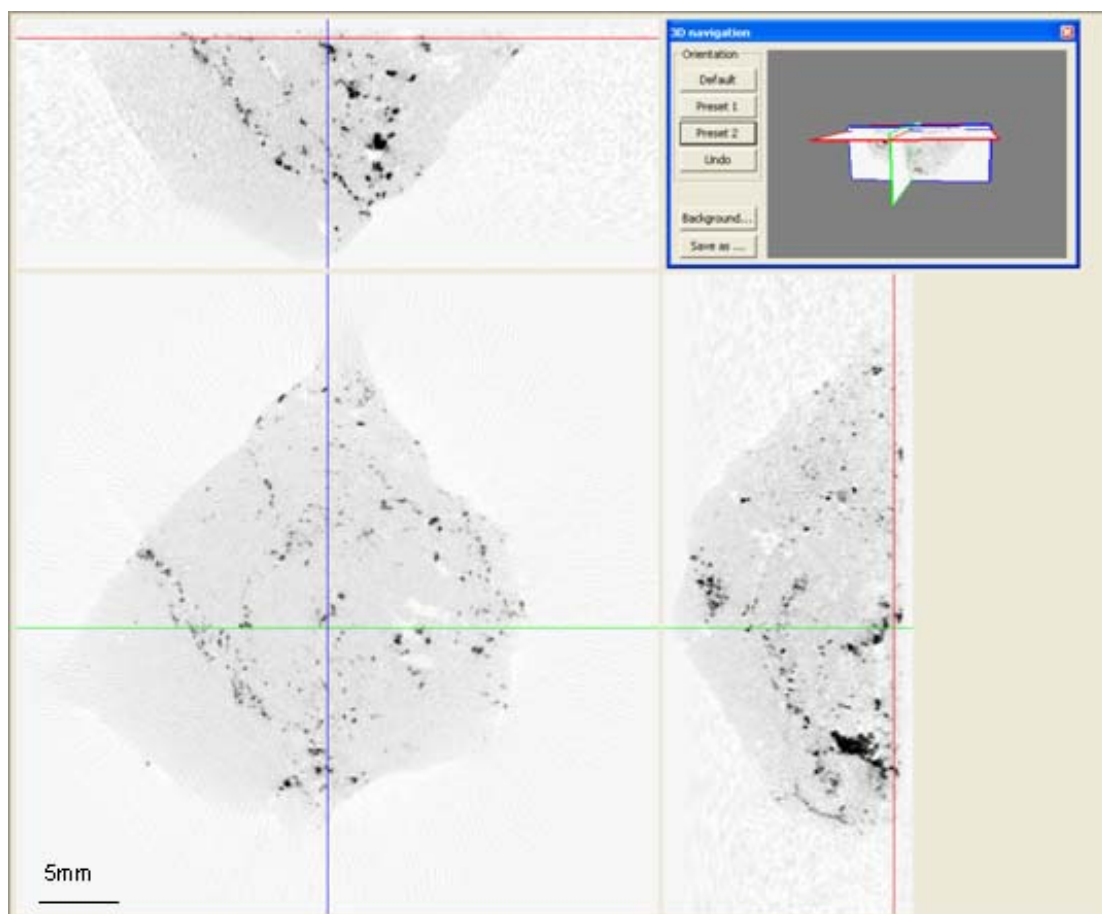 3D navigation
Orientation
Default
Preset 1
Preset 2
Undo
Background...
Save as ....
5mm